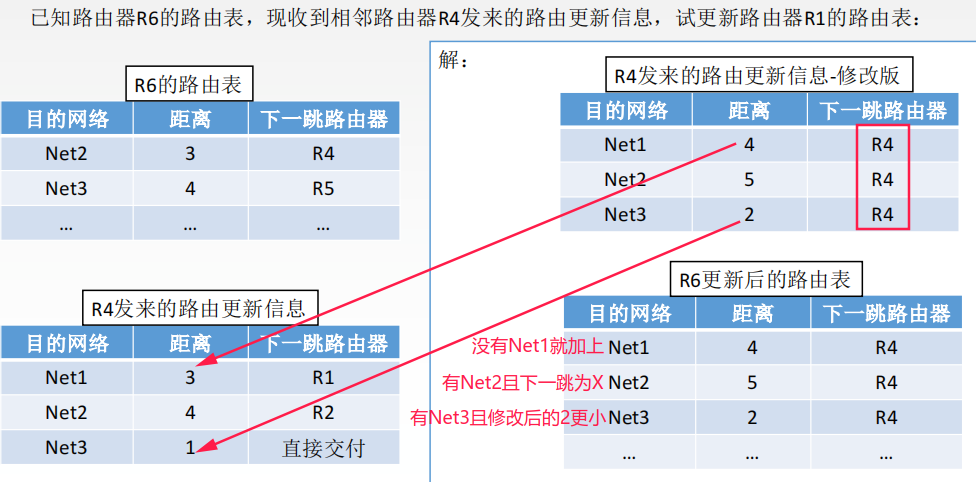 已知路由器R6的路由表，现收到相邻路由器R4发来的路由更新信息，试更新路由器R1的路由表：
R6的路由表
目的网络 距离 下一跳路由器
Net2 3 R4
Net3 4 R5
… … …
R4发来的路由更新信息
目的网络 距离 下一跳路由器
Net1 3 R1
Net2 4 R2
Net3 1 直接交付
解：
R4发来的路由更新信息-修改版
目的网络 距离 下一跳路由器
Net1 4 R4
Net2 5 R4
Net3 2 R4
R6更新后的路由表
目的网络 距离 下一跳路由器
没有Net1就加上 Net1 4 R4
有Net2且下一跳为X Net2 5 R4
有Net3且修改后的2更小 Net3 2 R4
… … …